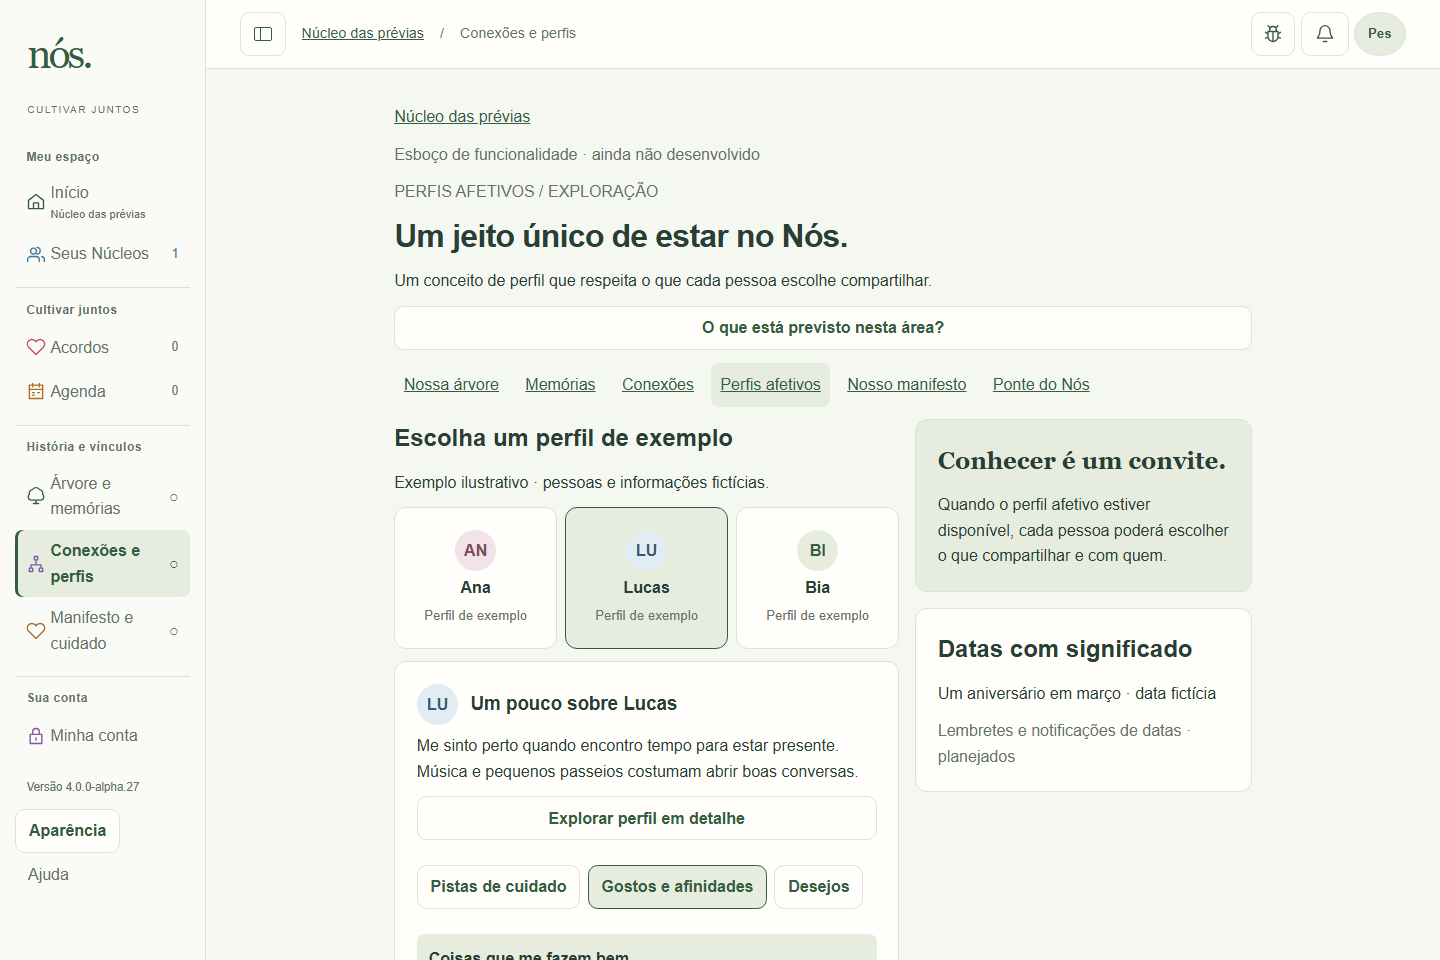 nós.
CULTIVAR JUNTOS
Meu espaço
Início
Núcleo das prévias
Seus Núcleos 1
Cultivar juntos
Acordos 0
Agenda 0
História e vínculos
Árvore e
memórias
Conexões e
perfis
Manifesto e
cuidado
Sua conta
Minha conta
Versão 4.0.0-alpha.27
Aparência
Ajuda
Núcleo das prévias / Conexões e perfis
Pes
Núcleo das prévias
Esboço de funcionalidade · ainda não desenvolvido
PERFIS AFETIVOS / EXPLORAÇÃO
Um jeito único de estar no Nós.
Um conceito de perfil que respeita o que cada pessoa escolhe compartilhar.
O que está previsto nesta área?
Nossa árvore Memórias Conexões Perfis afetivos Nosso manifesto Ponte do Nós
Escolha um perfil de exemplo
Exemplo ilustrativo · pessoas e informações fictícias.
AN
Ana
Perfil de exemplo
LU
Lucas
Perfil de exemplo
BI
Bia
Perfil de exemplo
LU Um pouco sobre Lucas
Me sinto perto quando encontro tempo para estar presente.
Música e pequenos passeios costumam abrir boas conversas.
Explorar perfil em detalhe
Pistas de cuidado Gostos e afinidades Desejos
Coisas que me fazem bem
Conhecer é um convite.
Quando o perfil afetivo estiver
disponível, cada pessoa poderá escolher
o que compartilhar e com quem.
Datas com significado
Um aniversário em março · data fictícia
Lembretes e notificações de datas ·
planejados